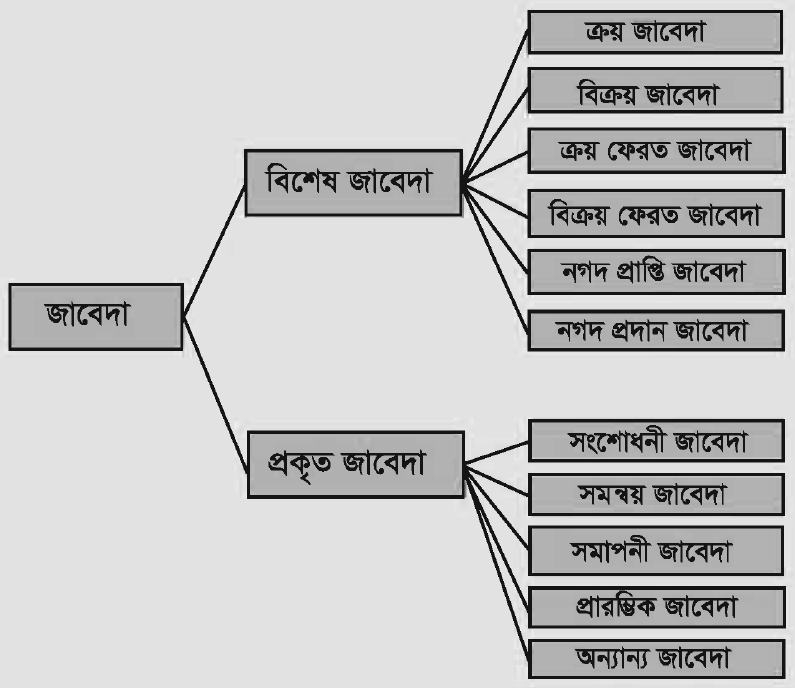 জাবেদা
বিশেষ জাবেদা
ক্রয় জাবেদা
বিক্রয় জাবেদা
ক্রয় ফেরত জাবেদা
বিক্রয় ফেরত জাবেদা
নগদ প্রাপ্তি জাবেদা
নগদ প্রদান জাবেদা
প্রকৃত জাবেদা
সংশোধনী জাবেদা
সমন্বয় জাবেদা
সমাপনী জাবেদা
প্রারম্ভিক জাবেদা
অন্যান্য জাবেদা